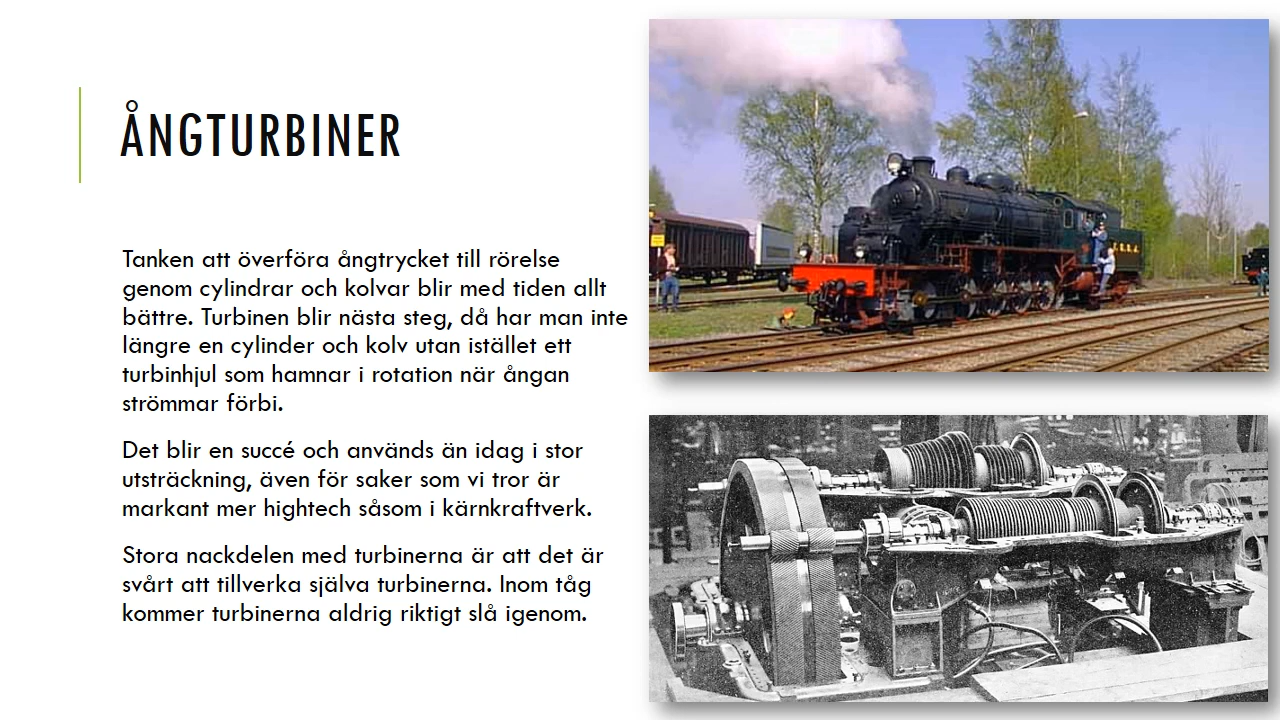 ÅNGTURBINER
Tanken att överföra ångtrycket till rörelse
genom cylindrar och kolvar blir med tiden allt
bättre. Turbinen blir nästa steg, då har man inte
längre en cylinder och kolv utan istället ett
turbinhjul som hamnar i rotation när ångan
strömmar förbi.
Det blir en succé och används än idag i stor
utsträckning, även för saker som vi tror är
markant mer hightech såsom i kärnkraftverk.
Stora nackdelen med turbinerna är att det är
svårt att tillverka själva turbinerna. Inom tåg
kommer turbinerna aldrig riktigt slå igenom.